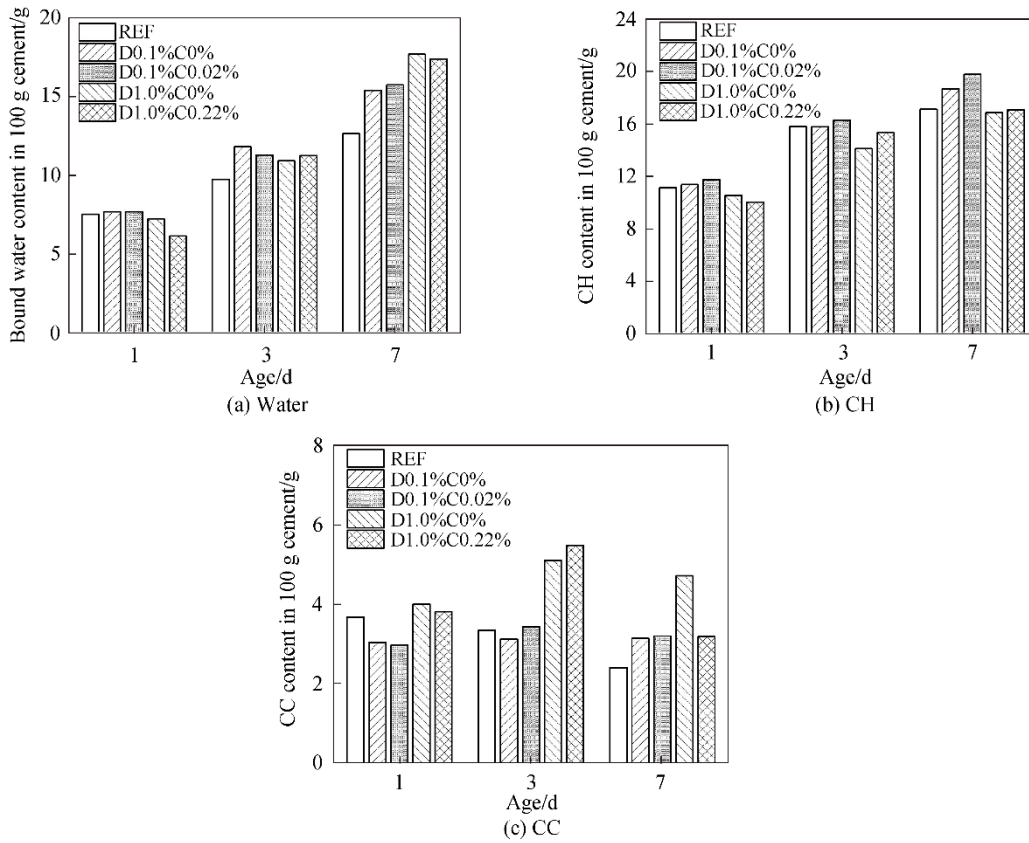 Bound water content in 100 g cement/g
20
15
10
5
0
REF
D0.1%C0%
D0.1%C0.02%
D1.0%C0%
D1.0%C0.22%
1 3 7
Age/d
(a) Water
CH content in 100 g cement/g
24
20
16
12
8
4
0
REF
D0.1%C0%
D0.1%C0.02%
D1.0%C0%
D1.0%C0.22%
1 3 7
Age/d
(b) CH
CC content in 100 g cement/g
8
6
4
2
0
REF
D0.1%C0%
D0.1%C0.02%
D1.0%C0%
D1.0%C0.22%
1 3 7
Age/d
(c) CC